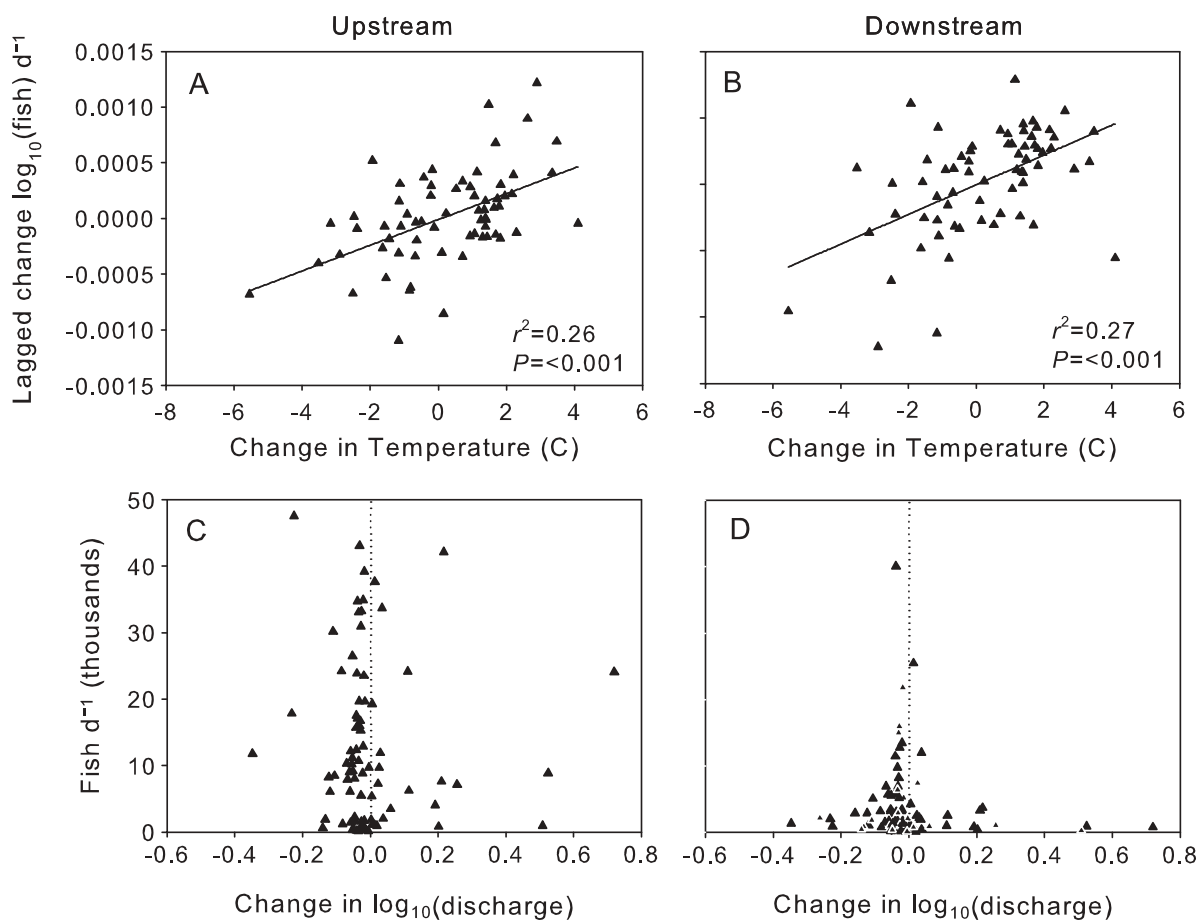 Upstream
Downstream
Lagged change log₁₀(fish) d⁻¹
0.0015
0.0010
0.0005
0.0000
-0.0005
-0.0010
-0.0015
A
r²=0.26
P=<0.001
-8 -6 -4 -2 0 2 4 6
Change in Temperature (C)
B
r²=0.27
P=<0.001
-8 -6 -4 -2 0 2 4 6
Change in Temperature (C)
Fish d⁻¹ (thousands)
50
40
30
20
10
0
C
-0.6 -0.4 -0.2 0.0 0.2 0.4 0.6 0.8
Change in log₁₀(discharge)
D
-0.6 -0.4 -0.2 0.0 0.2 0.4 0.6 0.8
Change in log₁₀(discharge)